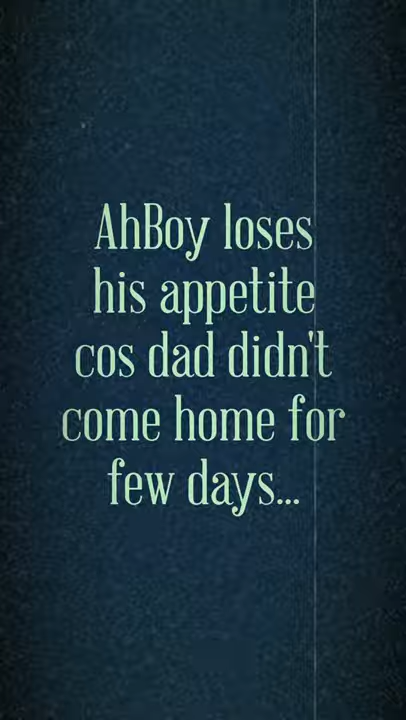 AhBoy loses
his appetite
cos dad didn't
come home for
few days...